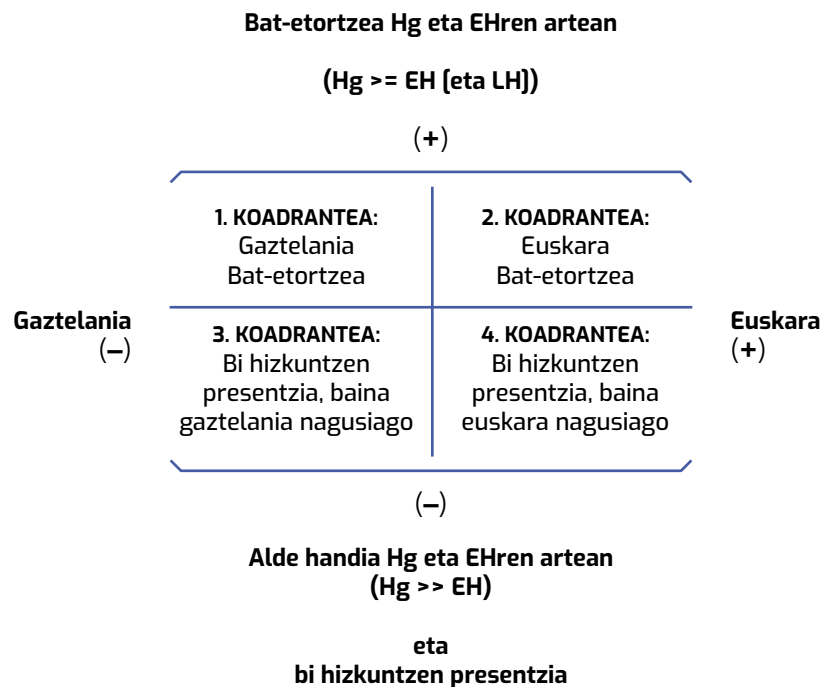 Bat-etortzea Hg eta EHren artean
(Hg >= EH [eta LH])
(+)
1. KOADRANTEA:
Gaztelania
Bat-etortzea
2. KOADRANTEA:
Euskara
Bat-etortzea
Gaztelania
(–)
Euskara
(+)
3. KOADRANTEA:
Bi hizkuntzen
presentzia, baina
gaztelania nagusiago
4. KOADRANTEA:
Bi hizkuntzen
presentzia, baina
euskara nagusiago
(–)
Alde handia Hg eta EHren artean
(Hg >> EH)
eta
bi hizkuntzen presentzia